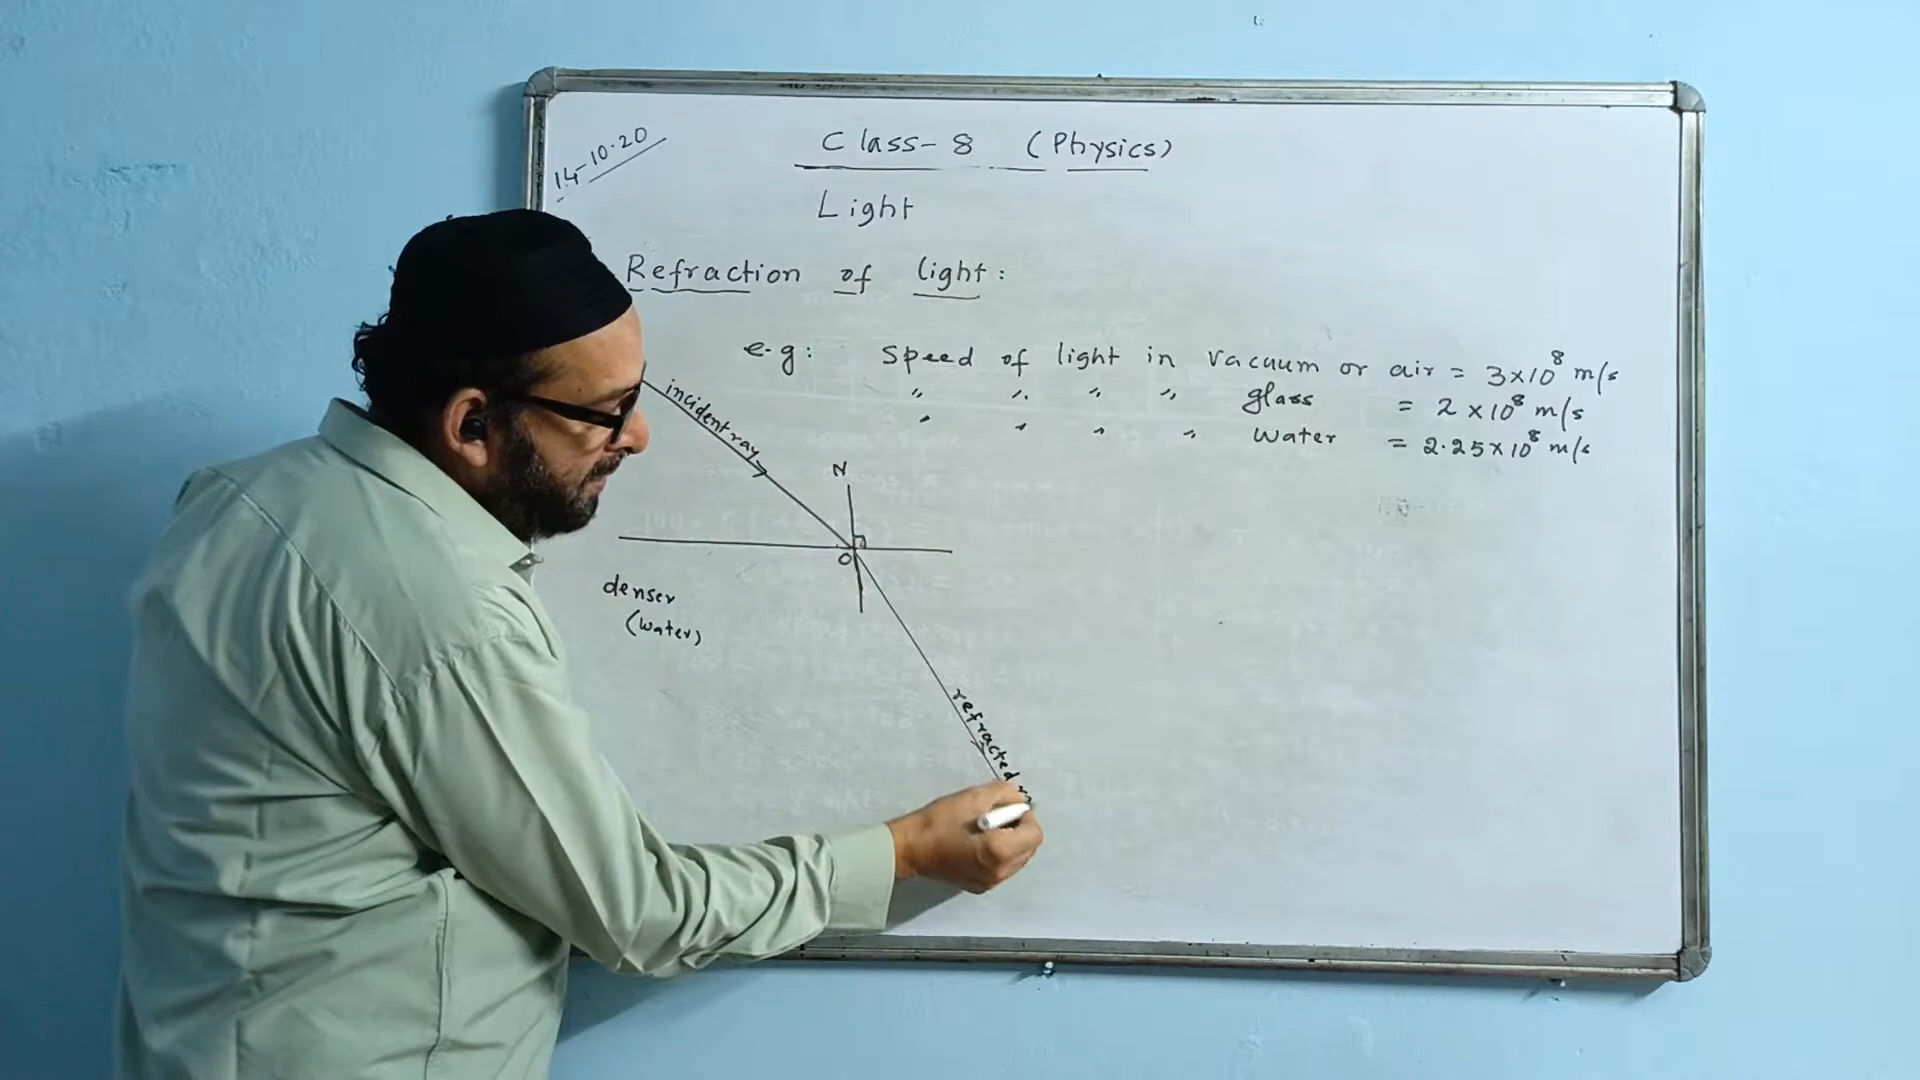 14-10-20
Class-8 (Physics)
Light
Refraction of light:
e.g: Speed of light in vacuum or air = 3×10⁸ m/s
" " " " glass = 2×10⁸ m/s
" " " " water = 2.25×10⁸ m/s
incident ray
N
O
denser
(water)
refracted